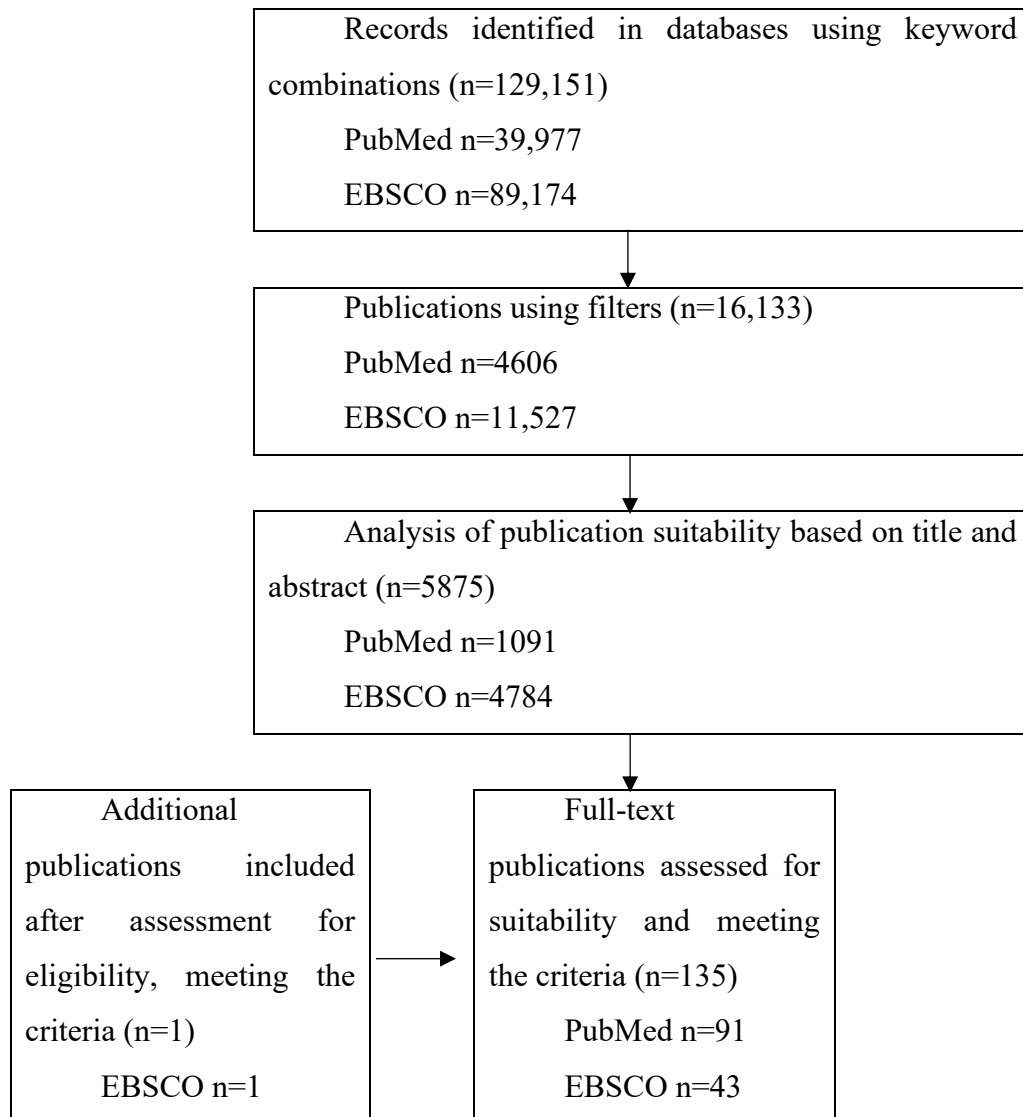 Records identified in databases using keyword
combinations (n=129,151)
PubMed n=39,977
EBSCO n=89,174
Publications using filters (n=16,133)
PubMed n=4606
EBSCO n=11,527
Analysis of publication suitability based on title and
abstract (n=5875)
PubMed n=1091
EBSCO n=4784
Additional
publications included
after assessment for
eligibility, meeting the
criteria (n=1)
EBSCO n=1
Full-text
publications assessed for
suitability and meeting
the criteria (n=135)
PubMed n=91
EBSCO n=43